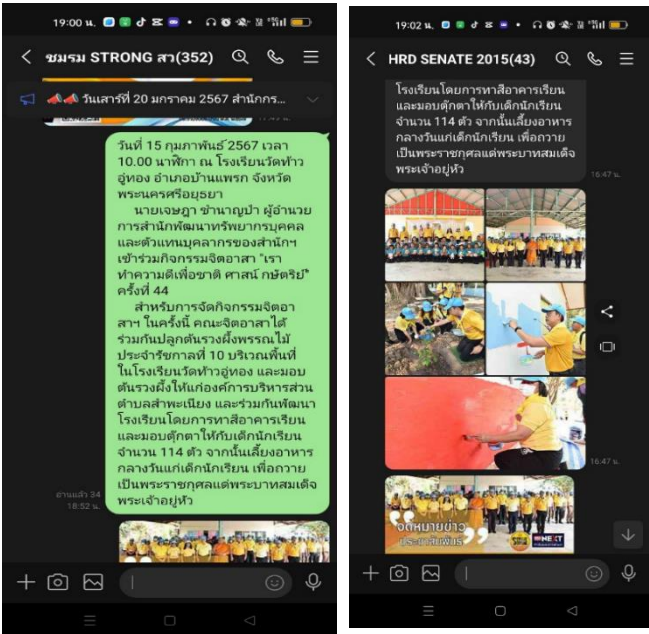 19:00 น.
ชมรม STRONG สว(352)
วันเสาร์ที่ 20 มกราคม 2567 สำนักกร...
วันที่ 15 กุมภาพันธ์ 2567 เวลา
10.00 นาฬิกา ณ โรงเรียนวัดท้าว
อู่ทอง อำเภอบ้านแพรก จังหวัด
พระนครศรีอยุธยา
นายเจษฎา ชำนาญป่า ผู้อำนวย
การสำนักพัฒนาทรัพยากรบุคคล
และตัวแทนบุคลากรของสำนักฯ
เข้าร่วมกิจกรรมจิตอาสา "เรา
ทำความดีเพื่อชาติ ศาสน์ กษัตริย์"
ครั้งที่ 44
สำหรับการจัดกิจกรรมจิตอา
สาฯ ในครั้งนี้ คณะจิตอาสาได้
ร่วมกันปลูกต้นรวงผึ้งพรรณไม้
ประจำรัชกาลที่ 10 บริเวณพื้นที่
ในโรงเรียนวัดท้าวอู่ทอง และมอบ
ต้นรวงผึ้งให้แก่องค์การบริหารส่วน
ตำบลสำพะเนียง และร่วมกันพัฒนา
โรงเรียนโดยการทาสีอาคารเรียน
และมอบตุ๊กตาให้กับเด็กนักเรียน
จำนวน 114 ตัว จากนั้นเลี้ยงอาหาร
กลางวันแก่เด็กนักเรียน เพื่อถวาย
เป็นพระราชกุศลแด่พระบาทสมเด็จ
พระเจ้าอยู่หัว
อ่านแล้ว 34
18:52 น.
19:02 น.
HRD SENATE 2015(43)
โรงเรียนโดยการทาสีอาคารเรียน
และมอบตุ๊กตาให้กับเด็กนักเรียน
จำนวน 114 ตัว จากนั้นเลี้ยงอาหาร
กลางวันแก่เด็กนักเรียน เพื่อถวาย
เป็นพระราชกุศลแด่พระบาทสมเด็จ
พระเจ้าอยู่หัว
16:47 น.
16:47 น.
จดหมายข่าว
ประชาสัมพันธ์